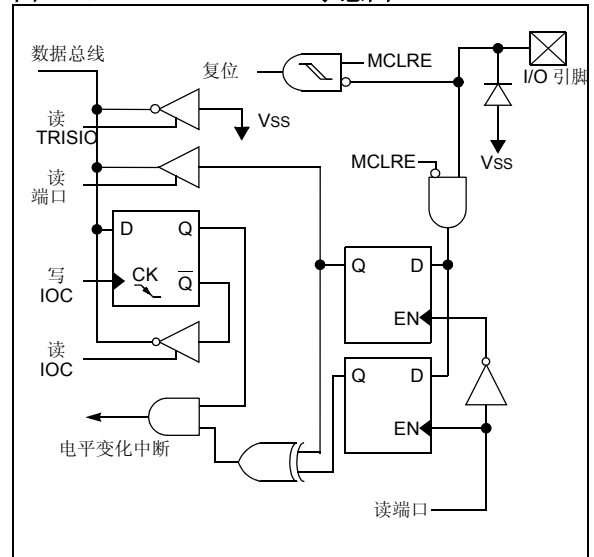 数据总线
复位
MCLRE
I/O 引脚
读
TRISIO
VSS
VSS
读
端口
MCLRE
D Q
CK
Q
写
IOC
Q D
EN
读
IOC
Q D
EN
电平变化中断
读端口